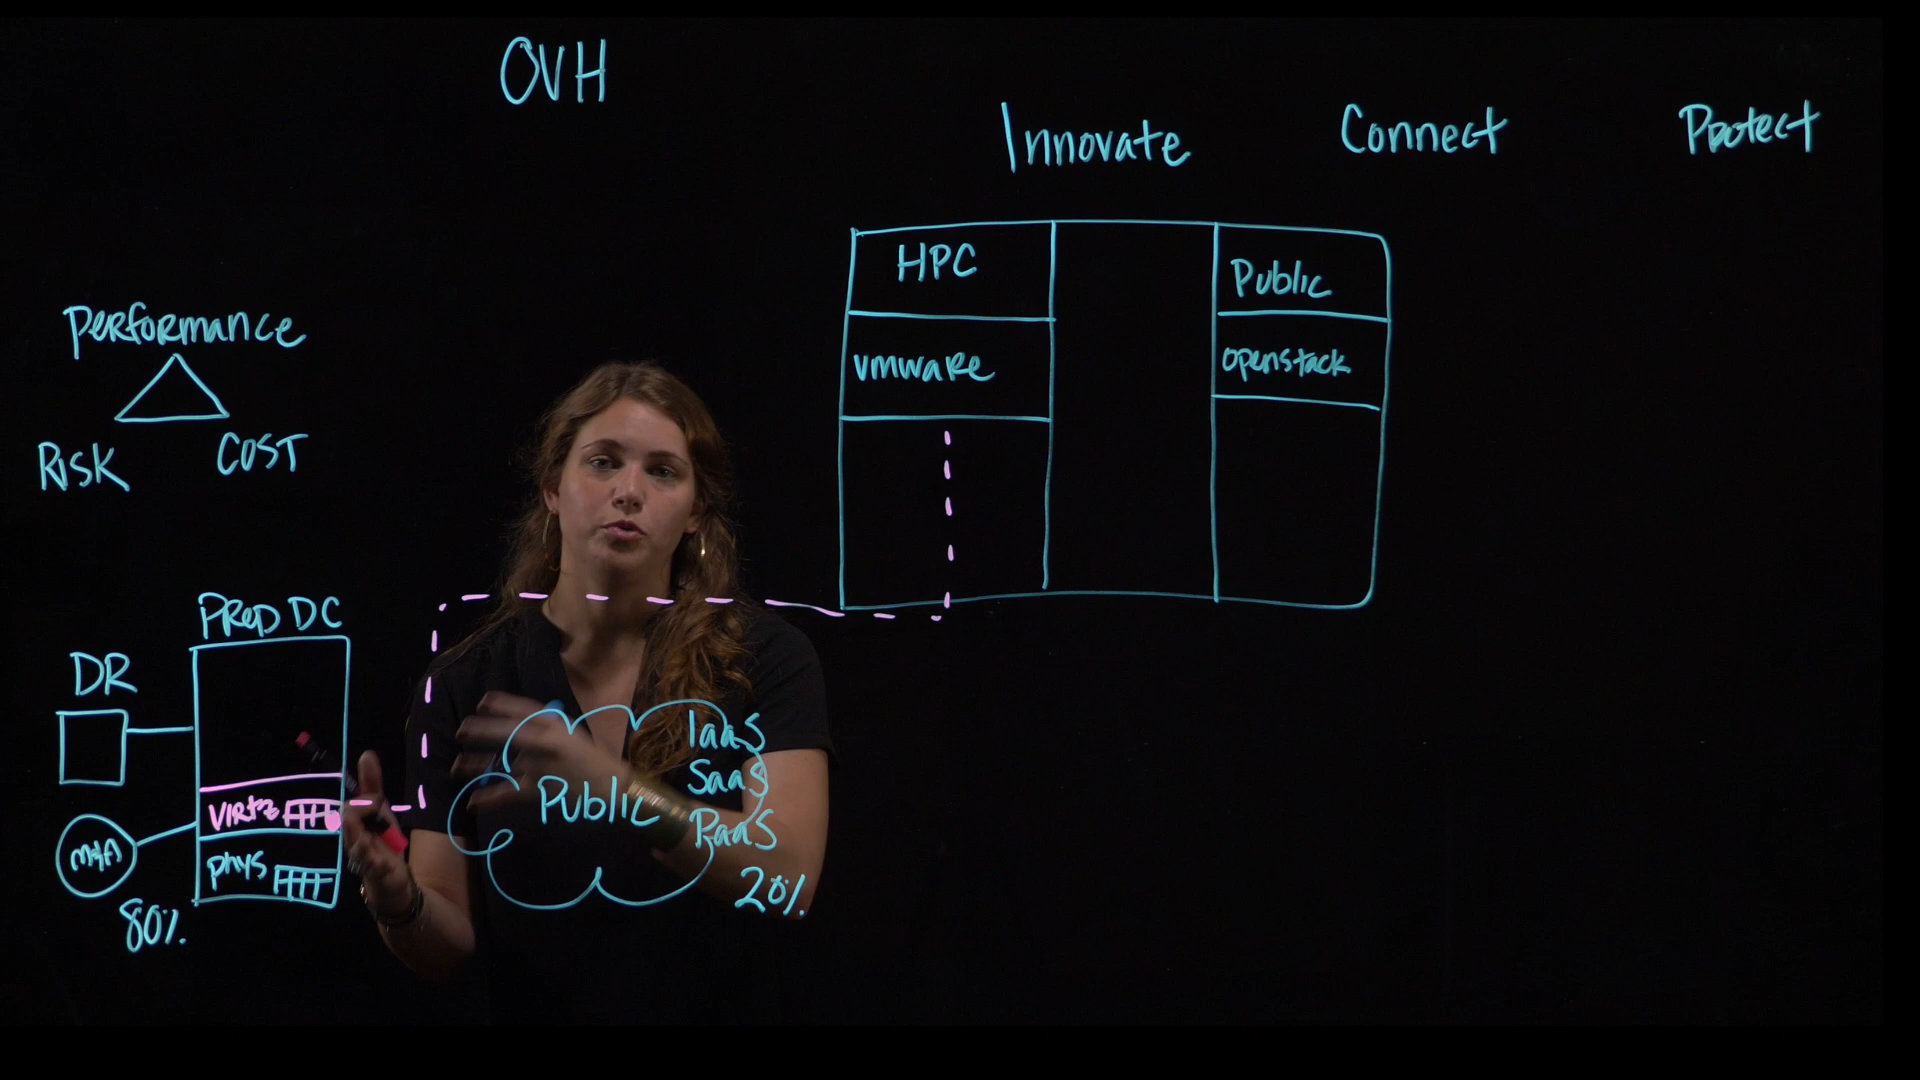 OVH
Innovate
Connect
Protect
HPC
Public
Performance
vmware
openstack
RISK
COST
PROD DC
DR
IaaS
SaaS
Public
VIRTZ
PaaS
M&A
phys
20%
80%